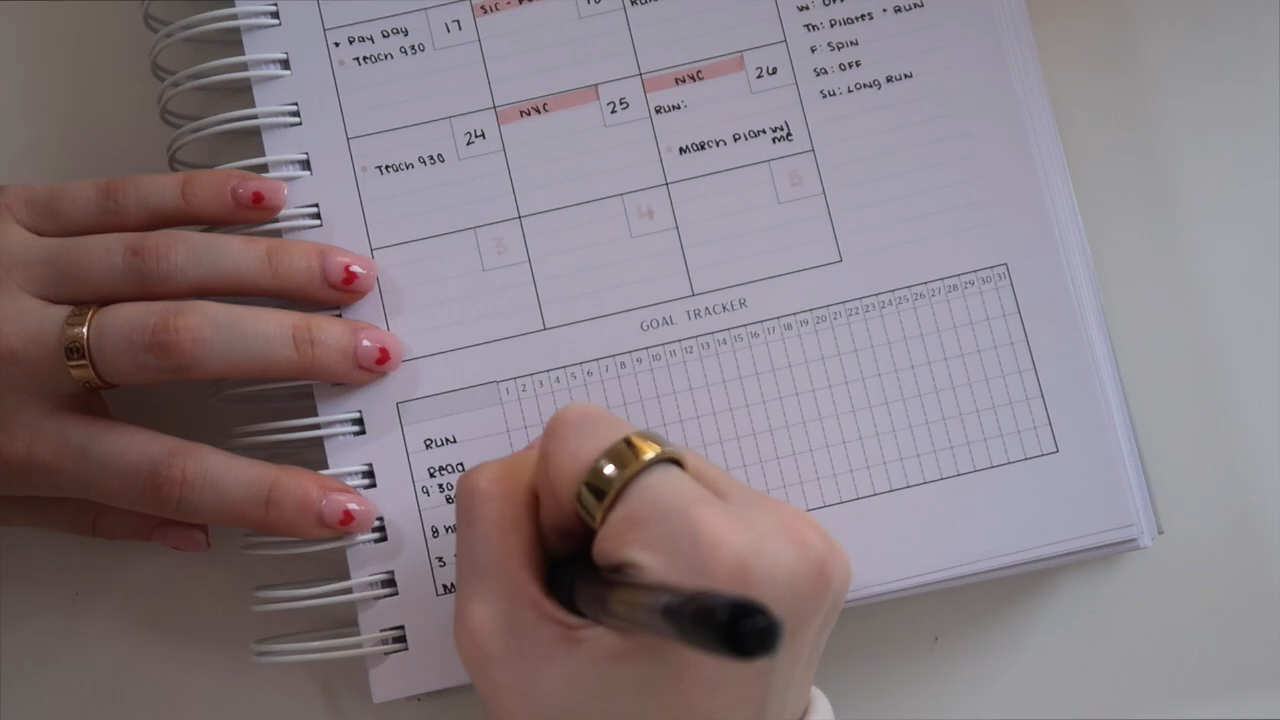 * Pay Day
Teach 930
17
W: OFF
Th: Pilates + RUN
F: SPIN
Sa: OFF
Su: LONG RUN
24
Teach 930
NYC
25
NYC
26
RUN:
MARCH PLAN W/
me
3
4
5
GOAL TRACKER
1 2 3 4 5 6 7 8 9 10 11 12 13 14 15 16 17 18 19 20 21 22 23 24 25 26 27 28 29 30 31
RUN
Read
9:30
8
3
M